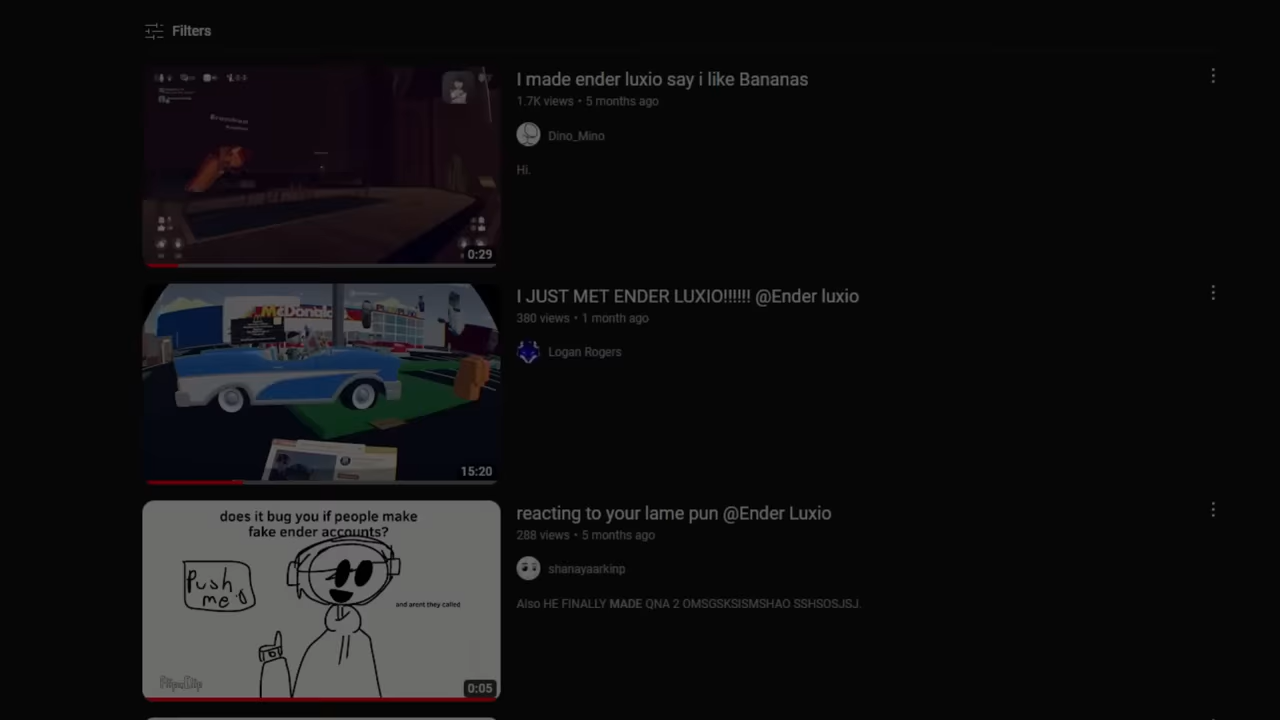 Filters
I made ender luxio say i like Bananas
1.7K views • 5 months ago
Dino_Mino
Hi.
0:29
I JUST MET ENDER LUXIO!!!!!! @Ender luxio
380 views • 1 month ago
Logan Rogers
McDonald
15:20
reacting to your lame pun @Ender Luxio
288 views • 5 months ago
shanayaarkinp
Also HE FINALLY MADE QNA 2 OMSGSKSISMSHAO SSHSOSJSJ.
does it bug you if people make
fake ender accounts?
Push
me
and arent they called
FlipaClip
0:05